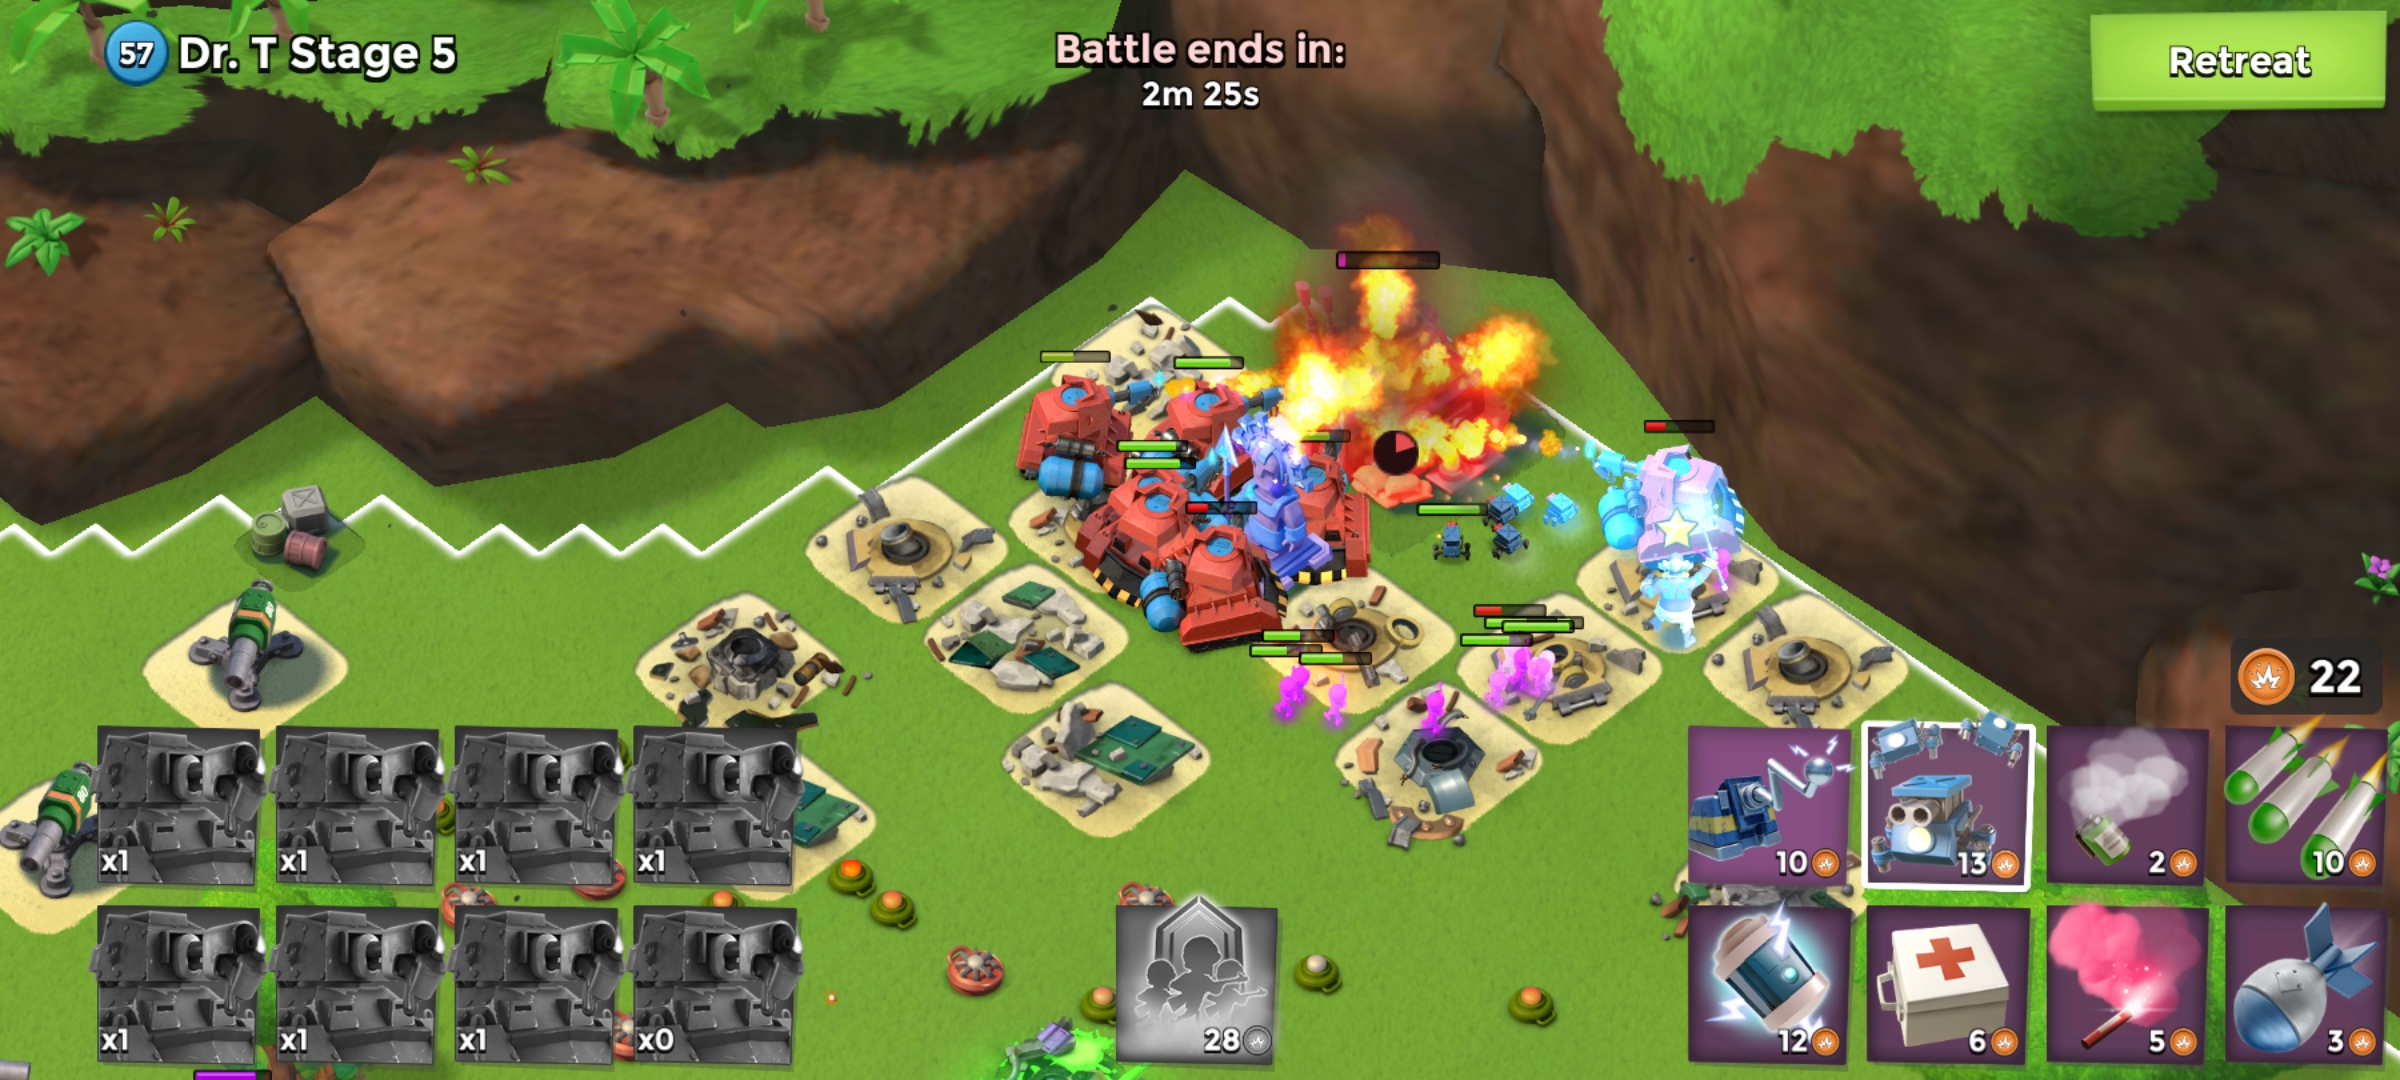 57 Dr. T Stage 5
Battle ends in:
2m 25s
Retreat
22
x1 x1 x1 x1
10 13 2 10
x1 x1 x1 x0
28
12 6 5 3